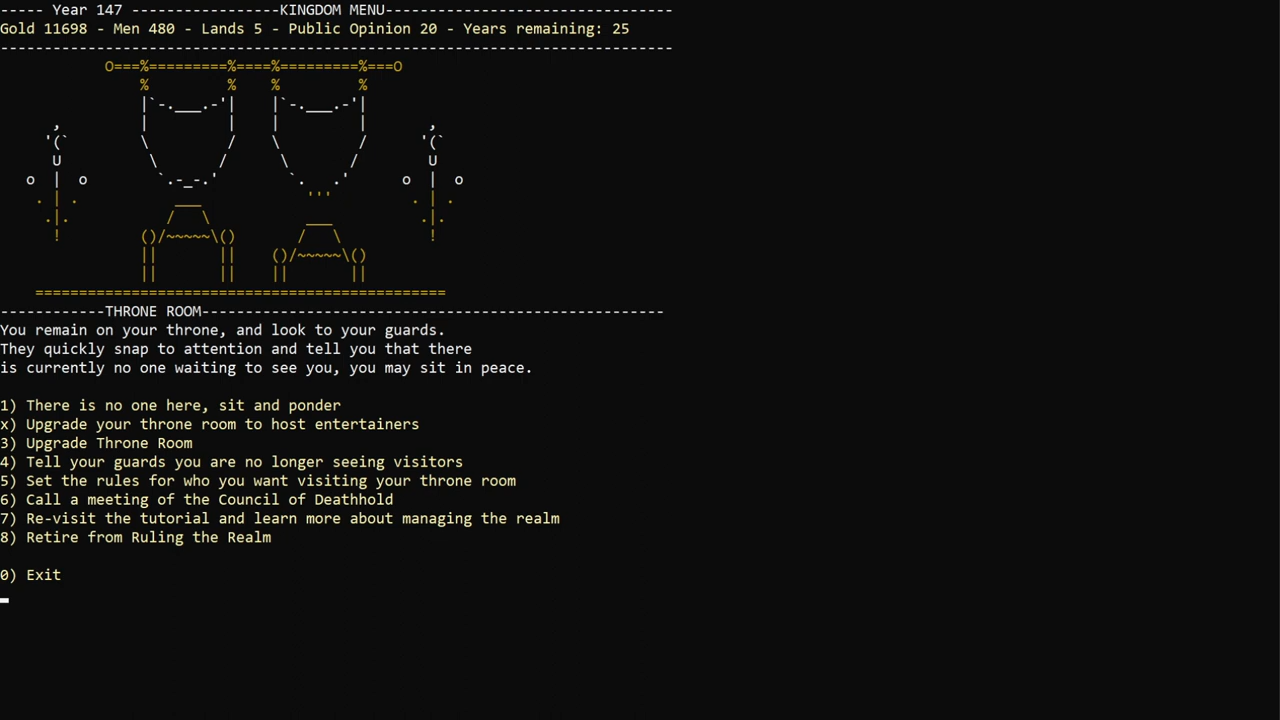 ----- Year 147 -----------------KINGDOM MENU---------------------------------
Gold 11698 - Men 480 - Lands 5 - Public Opinion 20 - Years remaining: 25
-----------------------------------------------------------------------------
------------THRONE ROOM-----------------------------------------------------
You remain on your throne, and look to your guards.
They quickly snap to attention and tell you that there
is currently no one waiting to see you, you may sit in peace.
1) There is no one here, sit and ponder
x) Upgrade your throne room to host entertainers
3) Upgrade Throne Room
4) Tell your guards you are no longer seeing visitors
5) Set the rules for who you want visiting your throne room
6) Call a meeting of the Council of Deathhold
7) Re-visit the tutorial and learn more about managing the realm
8) Retire from Ruling the Realm
0) Exit